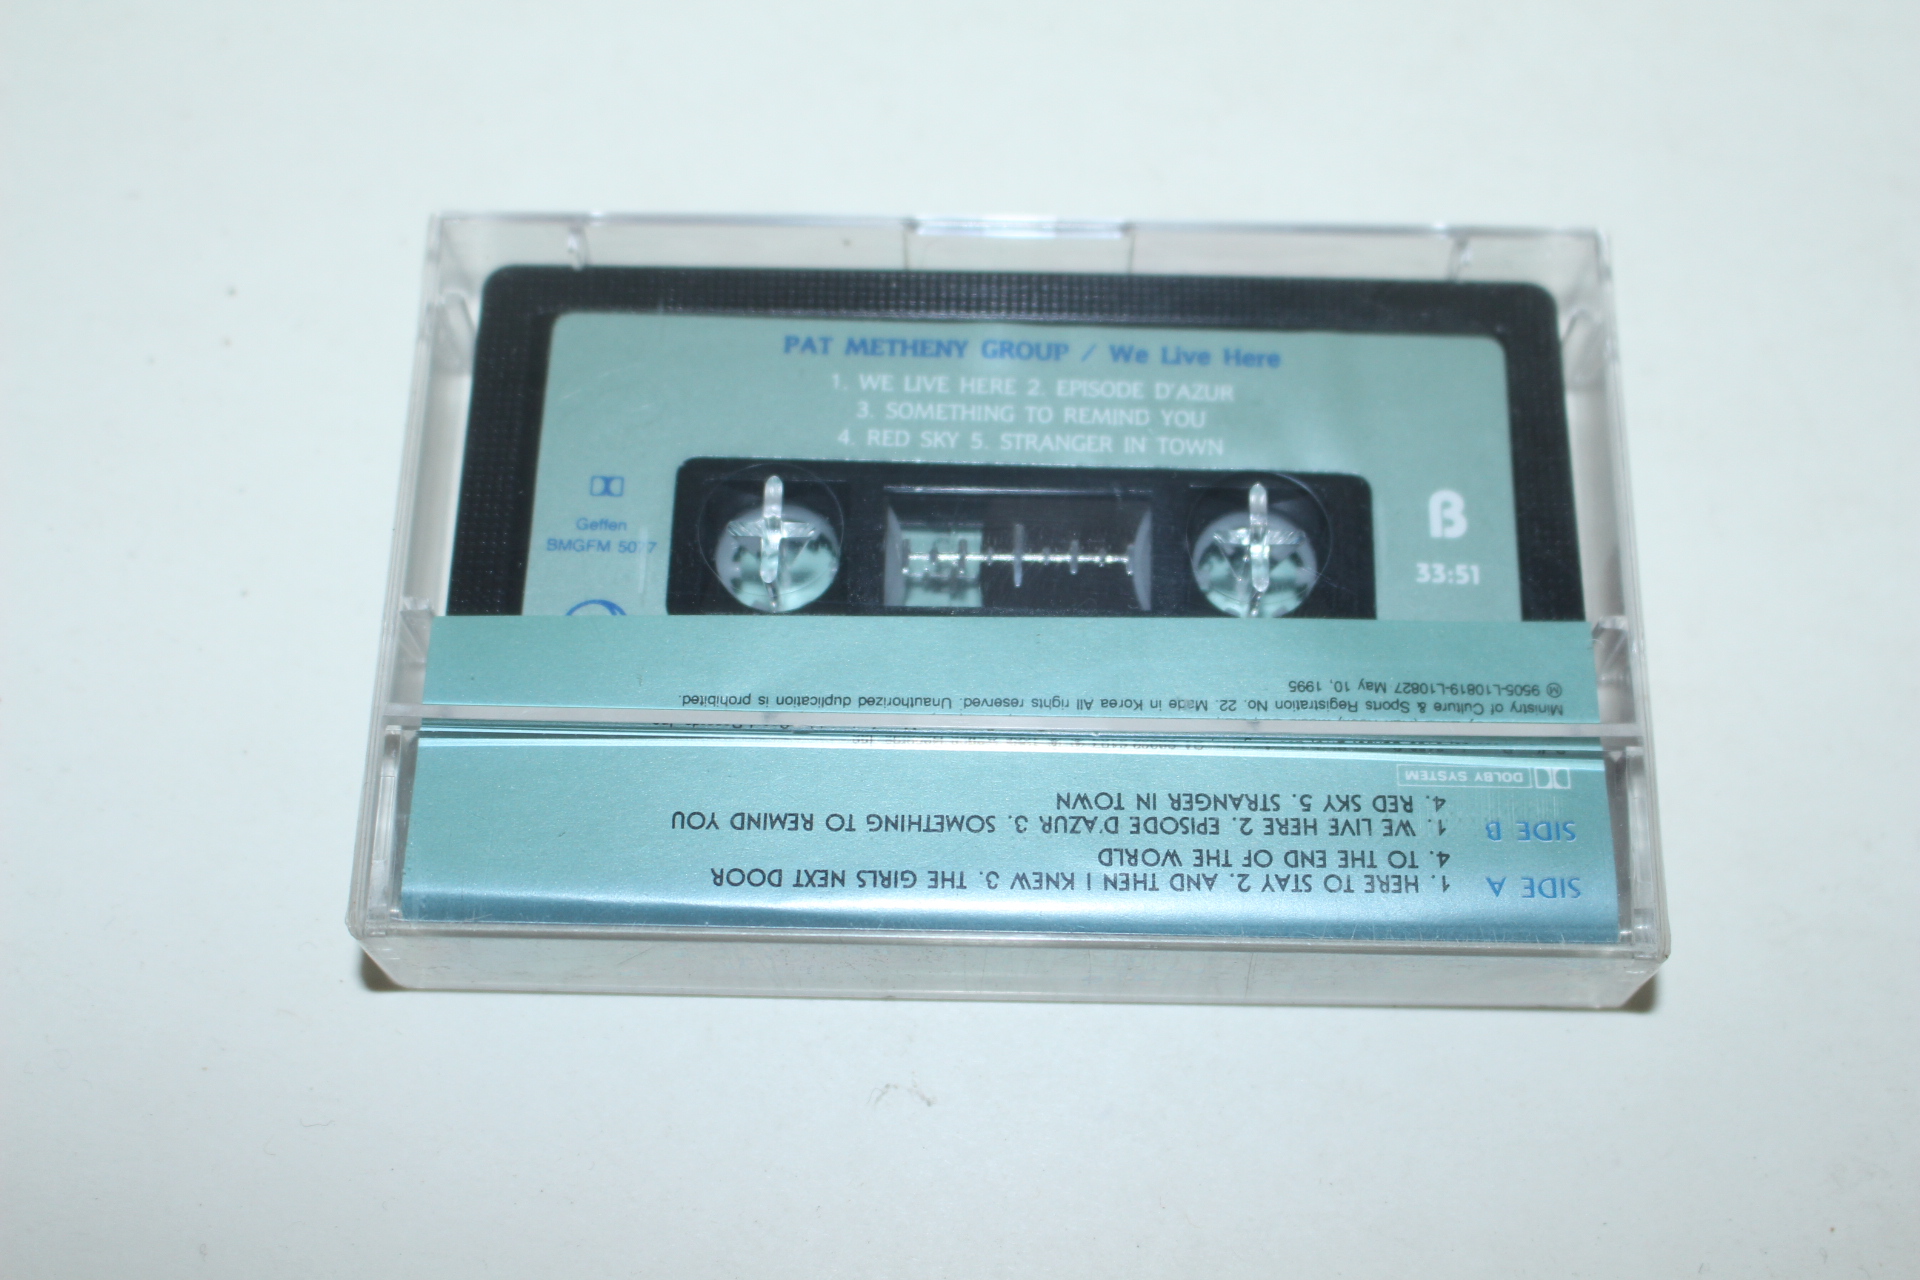 PAT METHENY GROUP / We Live Here
1. WE LIVE HERE 2. EPISODE D'AZUR
3. SOMETHING TO REMIND YOU
4. RED SKY 5. STRANGER IN TOWN
Geffen
BMGFM
B
33:51
SIDE A 1. HERE TO STAY 2. AND THEN I KNEW 3. THE GIRLS NEXT DOOR
4. TO THE END OF THE WORLD
SIDE B 1. WE LIVE HERE 2. EPISODE D'AZUR 3. SOMETHING TO REMIND YOU
4. RED SKY 5. STRANGER IN TOWN
DOLBY SYSTEM
Ministry of Culture & Sports Registration No. 22. Made in Korea All rights reserved. Unauthorized duplication is prohibited.
Ⓜ 9505-L10819-L10827 May 10, 1995